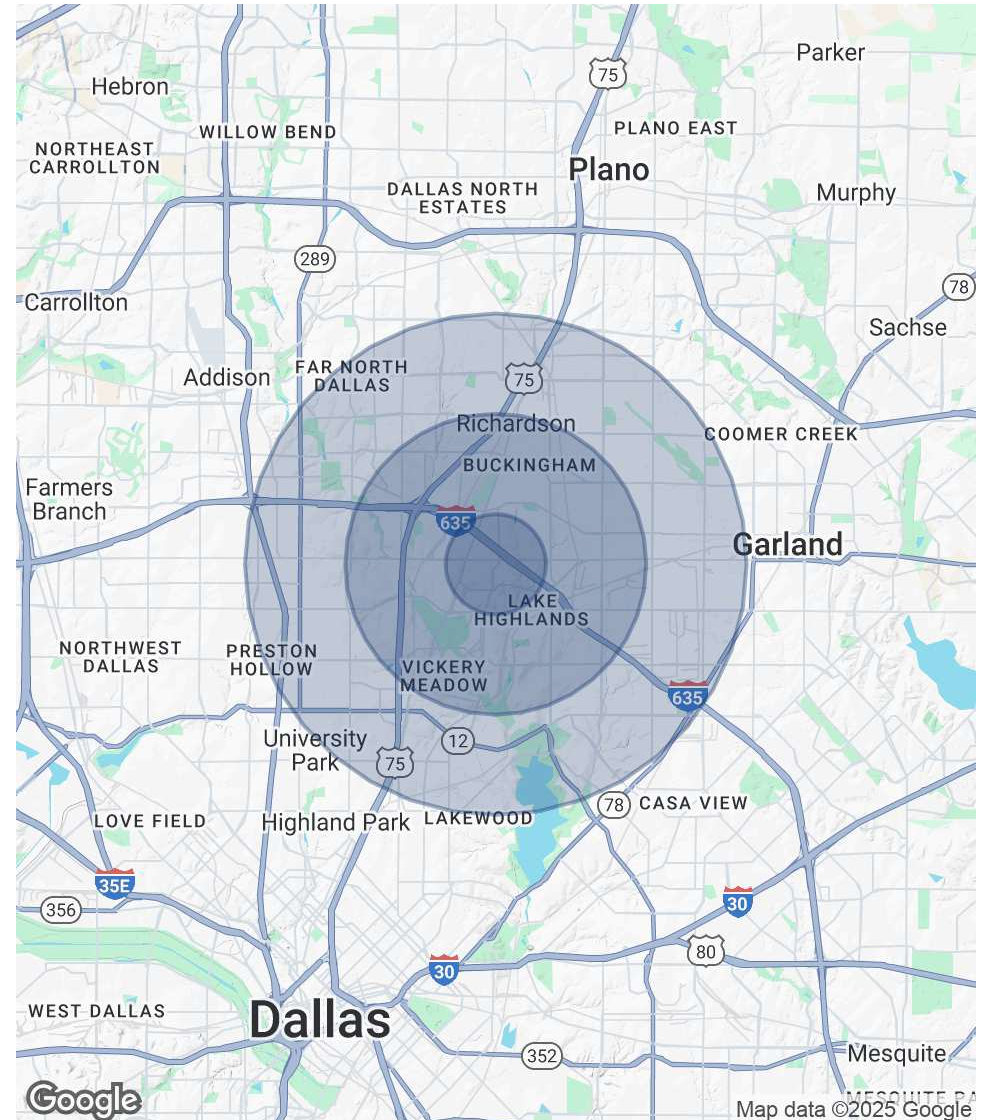 Parker
75
Hebron
WILLOW BEND
PLANO EAST
NORTHEAST
CARROLLTON
Plano
DALLAS NORTH
ESTATES
Murphy
289
78
Carrollton
Sachse
FAR NORTH
DALLAS
Addison
75
Richardson
COOMER CREEK
BUCKINGHAM
Farmers
Branch
635
Garland
LAKE
HIGHLANDS
NORTHWEST
DALLAS
PRESTON
HOLLOW
VICKERY
MEADOW
635
University
Park
12
75
78
CASA VIEW
LOVE FIELD
Highland Park
LAKEWOOD
35E
30
356
80
30
WEST DALLAS
Dallas
352
Mesquite
Google
MESQUITE PA
Map data ©2025 Google